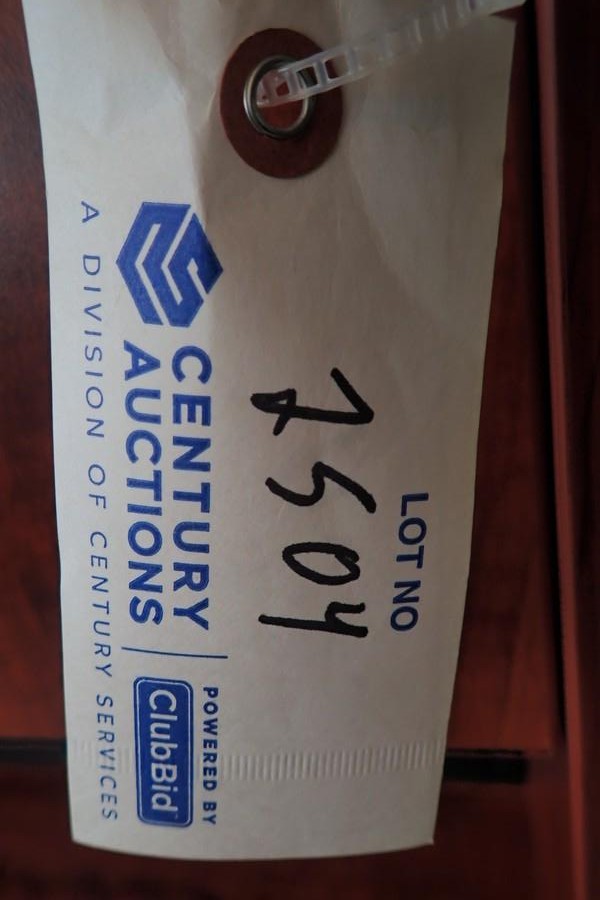 LOT NO
2504
CENTURY
AUCTIONS
POWERED BY
ClubBid
A DIVISION OF CENTURY SERVICES